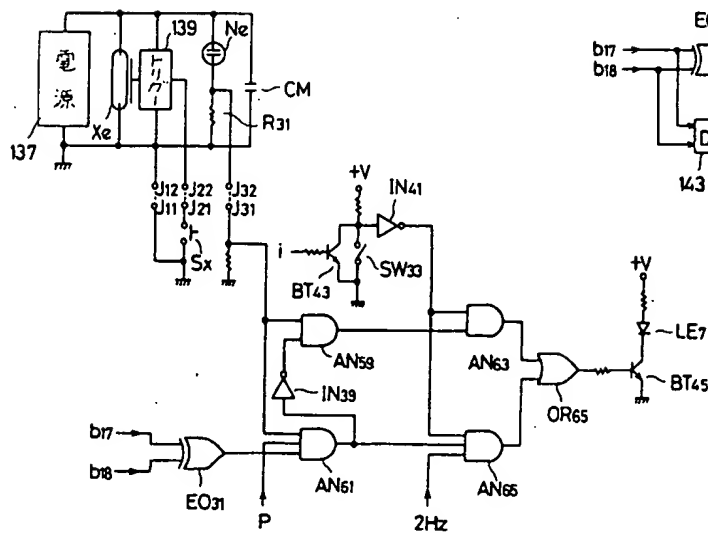 139
Ne
EO
b17
b18
電源
トリガー
CM
Xe
R31
D
137
143
J12
J22
J32
J11
J21
J31
+V
IN41
Sx
i
SW33
BT43
+V
LE7
AN59
AN63
BT45
IN39
OR65
b17
b18
AN61
AN65
EO31
P
2Hz